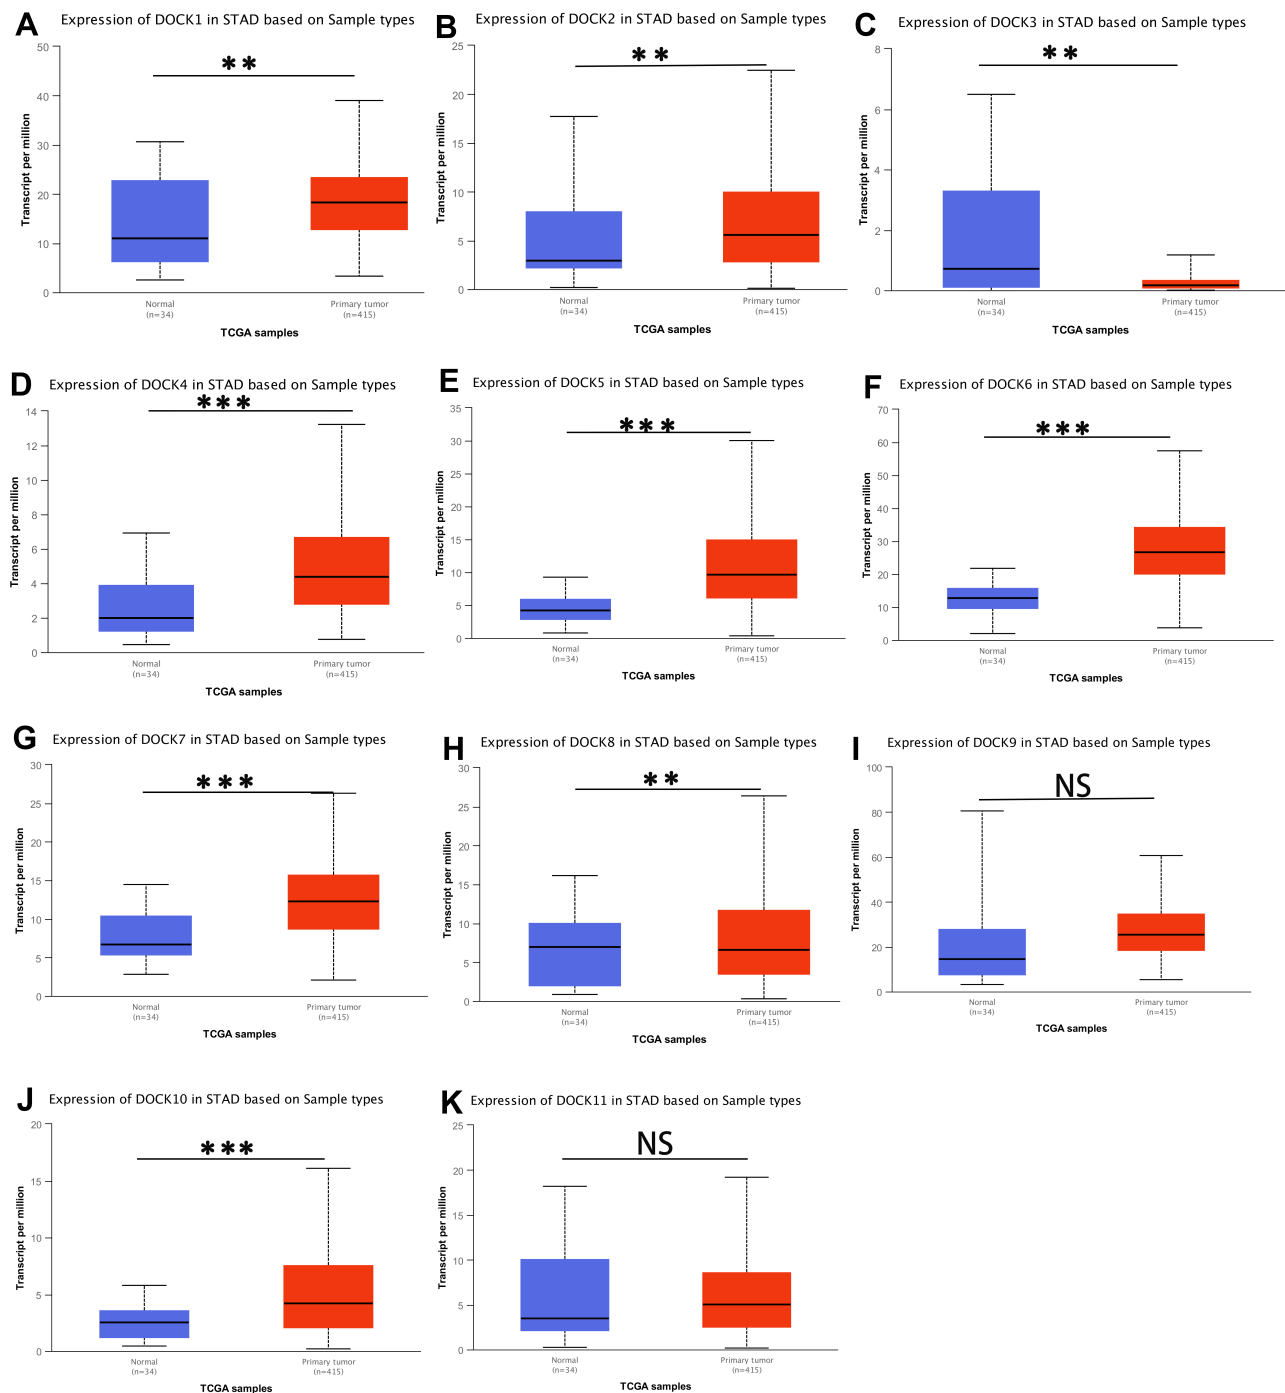 A
Expression of DOCK1 in STAD based on Sample types
**
Transcript per million
50
40
30
20
10
0
Normal
(n=34)
Primary tumor
(n=415)
TCGA samples
B
Expression of DOCK2 in STAD based on Sample types
**
Transcript per million
25
20
15
10
5
0
Normal
(n=34)
Primary tumor
(n=415)
TCGA samples
C
Expression of DOCK3 in STAD based on Sample types
**
Transcript per million
8
6
4
2
0
Normal
(n=34)
Primary tumor
(n=415)
TCGA samples
D
Expression of DOCK4 in STAD based on Sample types
***
Transcript per million
14
12
10
8
6
4
2
0
Normal
(n=34)
Primary tumor
(n=415)
TCGA samples
E
Expression of DOCK5 in STAD based on Sample types
***
Transcript per million
35
30
25
20
15
10
5
0
Normal
(n=34)
Primary tumor
(n=415)
TCGA samples
F
Expression of DOCK6 in STAD based on Sample types
***
Transcript per million
70
60
50
40
30
20
10
0
Normal
(n=34)
Primary tumor
(n=415)
TCGA samples
G
Expression of DOCK7 in STAD based on Sample types
***
Transcript per million
30
25
20
15
10
5
0
Normal
(n=34)
Primary tumor
(n=415)
TCGA samples
H
Expression of DOCK8 in STAD based on Sample types
**
Transcript per million
30
25
20
15
10
5
0
Normal
(n=34)
Primary tumor
(n=415)
TCGA samples
I
Expression of DOCK9 in STAD based on Sample types
NS
Transcript per million
100
80
60
40
20
0
Normal
(n=34)
Primary tumor
(n=415)
TCGA samples
J
Expression of DOCK10 in STAD based on Sample types
***
Transcript per million
20
15
10
5
0
Normal
(n=34)
Primary tumor
(n=415)
TCGA samples
K
Expression of DOCK11 in STAD based on Sample types
NS
Transcript per million
25
20
15
10
5
0
Normal
(n=34)
Primary tumor
(n=415)
TCGA samples